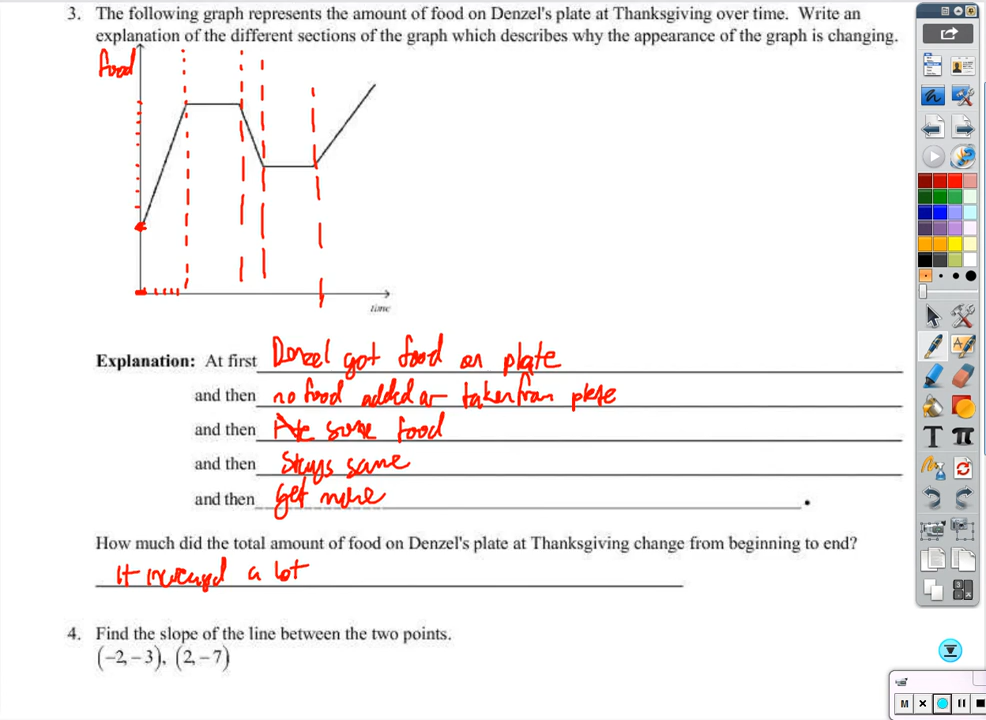 3. The following graph represents the amount of food on Denzel's plate at Thanksgiving over time. Write an
explanation of the different sections of the graph which describes why the appearance of the graph is changing.
food
time
Explanation: At first Denzel got food on plate
and then no food added or taken from plate
and then Ate some food
and then Stays same
and then get more.
How much did the total amount of food on Denzel's plate at Thanksgiving change from beginning to end?
It increased a lot
4. Find the slope of the line between the two points.
(−2, −3), (2, −7)
T π
M